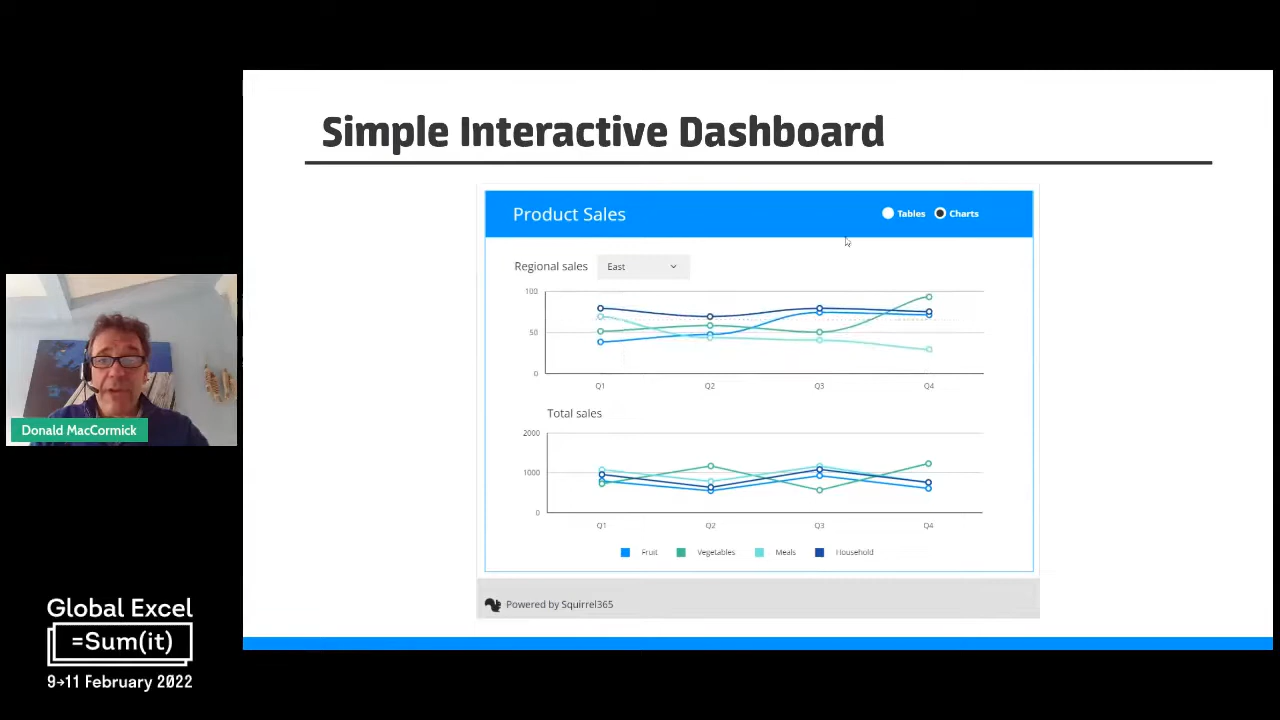 Simple Interactive Dashboard
Product Sales
Tables
Charts
Regional sales
East
100
50
0
Q1 Q2 Q3 Q4
Total sales
2000
1000
0
Q1 Q2 Q3 Q4
Fruit Vegetables Meals Household
Powered by Squirrel365
Donald MacCormick
Global Excel
=Sum(it)
9→11 February 2022